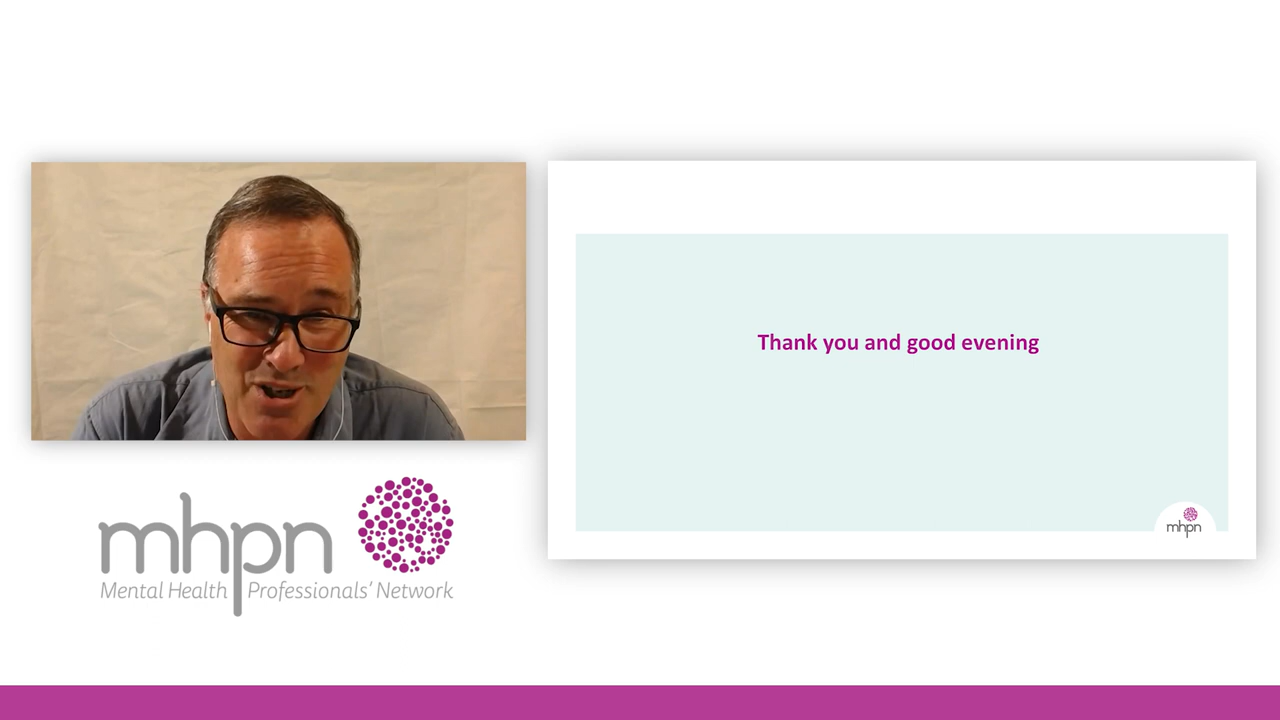 Thank you and good evening
mhpn
mhpn
Mental Health Professionals’ Network